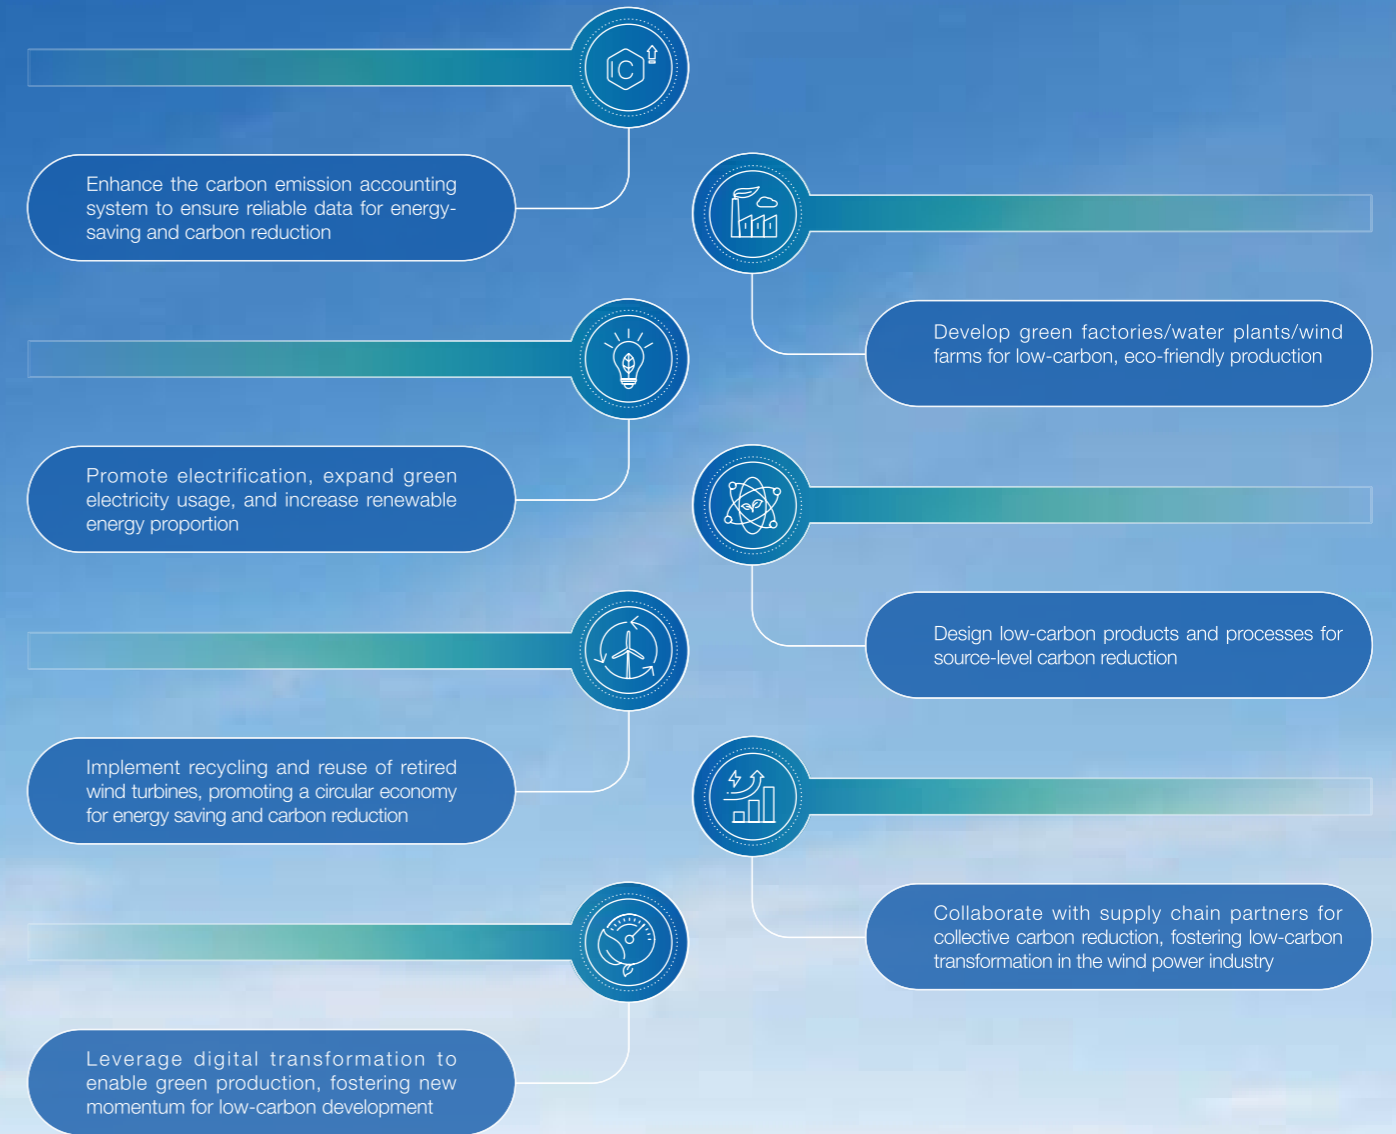 IC
Enhance the carbon emission accounting
system to ensure reliable data for energy-
saving and carbon reduction
Develop green factories/water plants/wind
farms for low-carbon, eco-friendly production
Promote electrification, expand green
electricity usage, and increase renewable
energy proportion
Design low-carbon products and processes for
source-level carbon reduction
Implement recycling and reuse of retired
wind turbines, promoting a circular economy
for energy saving and carbon reduction
Collaborate with supply chain partners for
collective carbon reduction, fostering low-carbon
transformation in the wind power industry
Leverage digital transformation to
enable green production, fostering new
momentum for low-carbon development